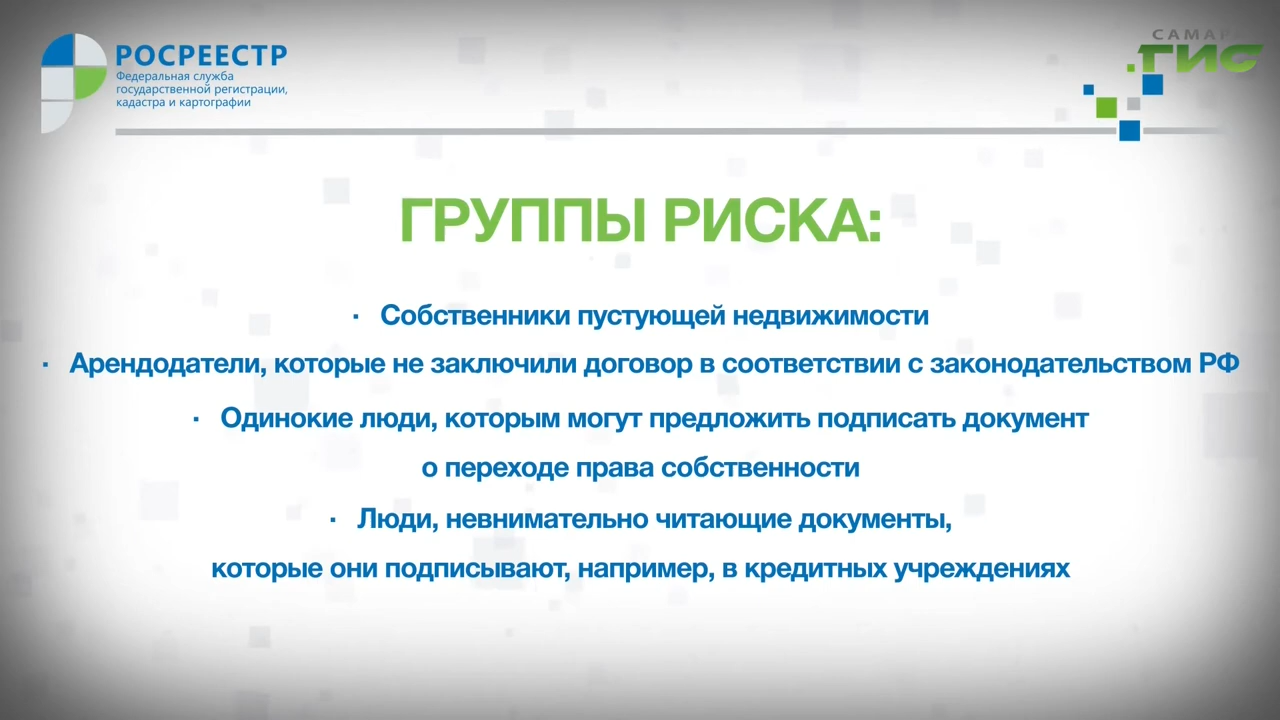 РОСРЕЕСТР
Федеральная служба
государственной регистрации,
кадастра и картографии
САМАРА
ГИС
ГРУППЫ РИСКА:
· Собственники пустующей недвижимости
· Арендодатели, которые не заключили договор в соответствии с законодательством РФ
· Одинокие люди, которым могут предложить подписать документ
о переходе права собственности
· Люди, невнимательно читающие документы,
которые они подписывают, например, в кредитных учреждениях